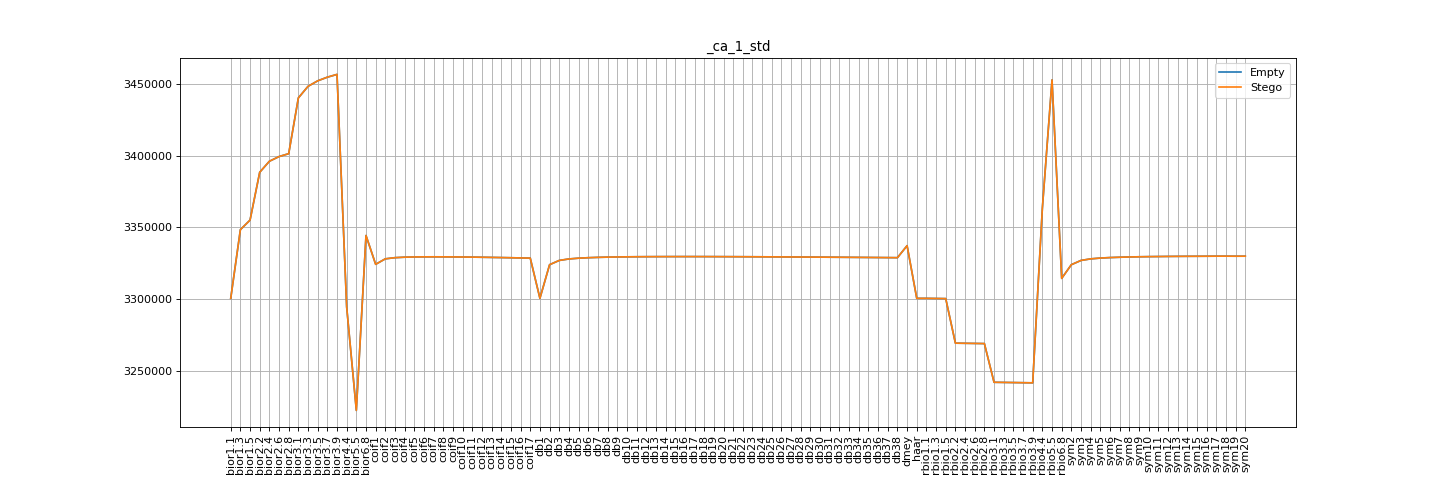 _ca_1_std
Empty
Stego
3450000
3400000
3350000
3300000
3250000
bior1.1
bior1.3
bior1.5
bior2.2
bior2.4
bior2.6
bior2.8
bior3.1
bior3.3
bior3.5
bior3.7
bior3.9
bior4.4
bior5.5
bior6.8
coif1
coif2
coif3
coif4
coif5
coif6
coif7
coif8
coif9
coif10
coif11
coif12
coif13
coif14
coif15
coif16
coif17
db1
db2
db3
db4
db5
db6
db7
db8
db9
db10
db11
db12
db13
db14
db15
db16
db17
db18
db19
db20
db21
db22
db23
db24
db25
db26
db27
db28
db29
db30
db31
db32
db33
db34
db35
db36
db37
db38
dmey
haar
rbio1.1
rbio1.3
rbio1.5
rbio2.2
rbio2.4
rbio2.6
rbio2.8
rbio3.1
rbio3.3
rbio3.5
rbio3.7
rbio3.9
rbio4.4
rbio5.5
rbio6.8
sym2
sym3
sym4
sym5
sym6
sym7
sym8
sym9
sym10
sym11
sym12
sym13
sym14
sym15
sym16
sym17
sym18
sym19
sym20